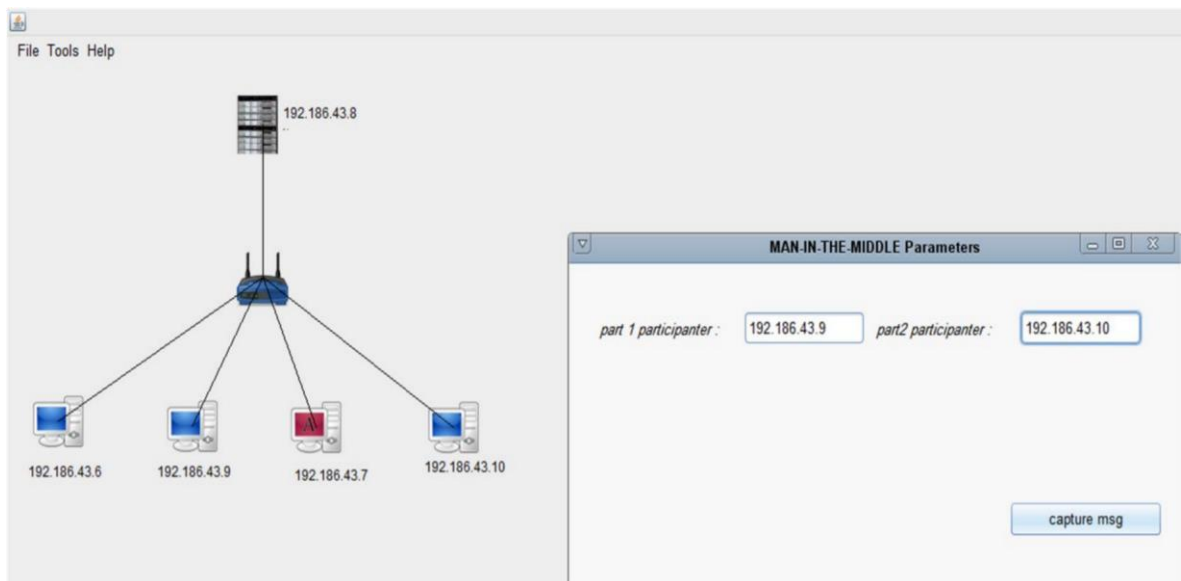 File Tools Help
192.186.43.8
MAN-IN-THE-MIDDLE Parameters
part 1 participanter :
192.186.43.9
part2 participanter :
192.186.43.10
A
192.186.43.6
192.186.43.9
192.186.43.7
192.186.43.10
capture msg